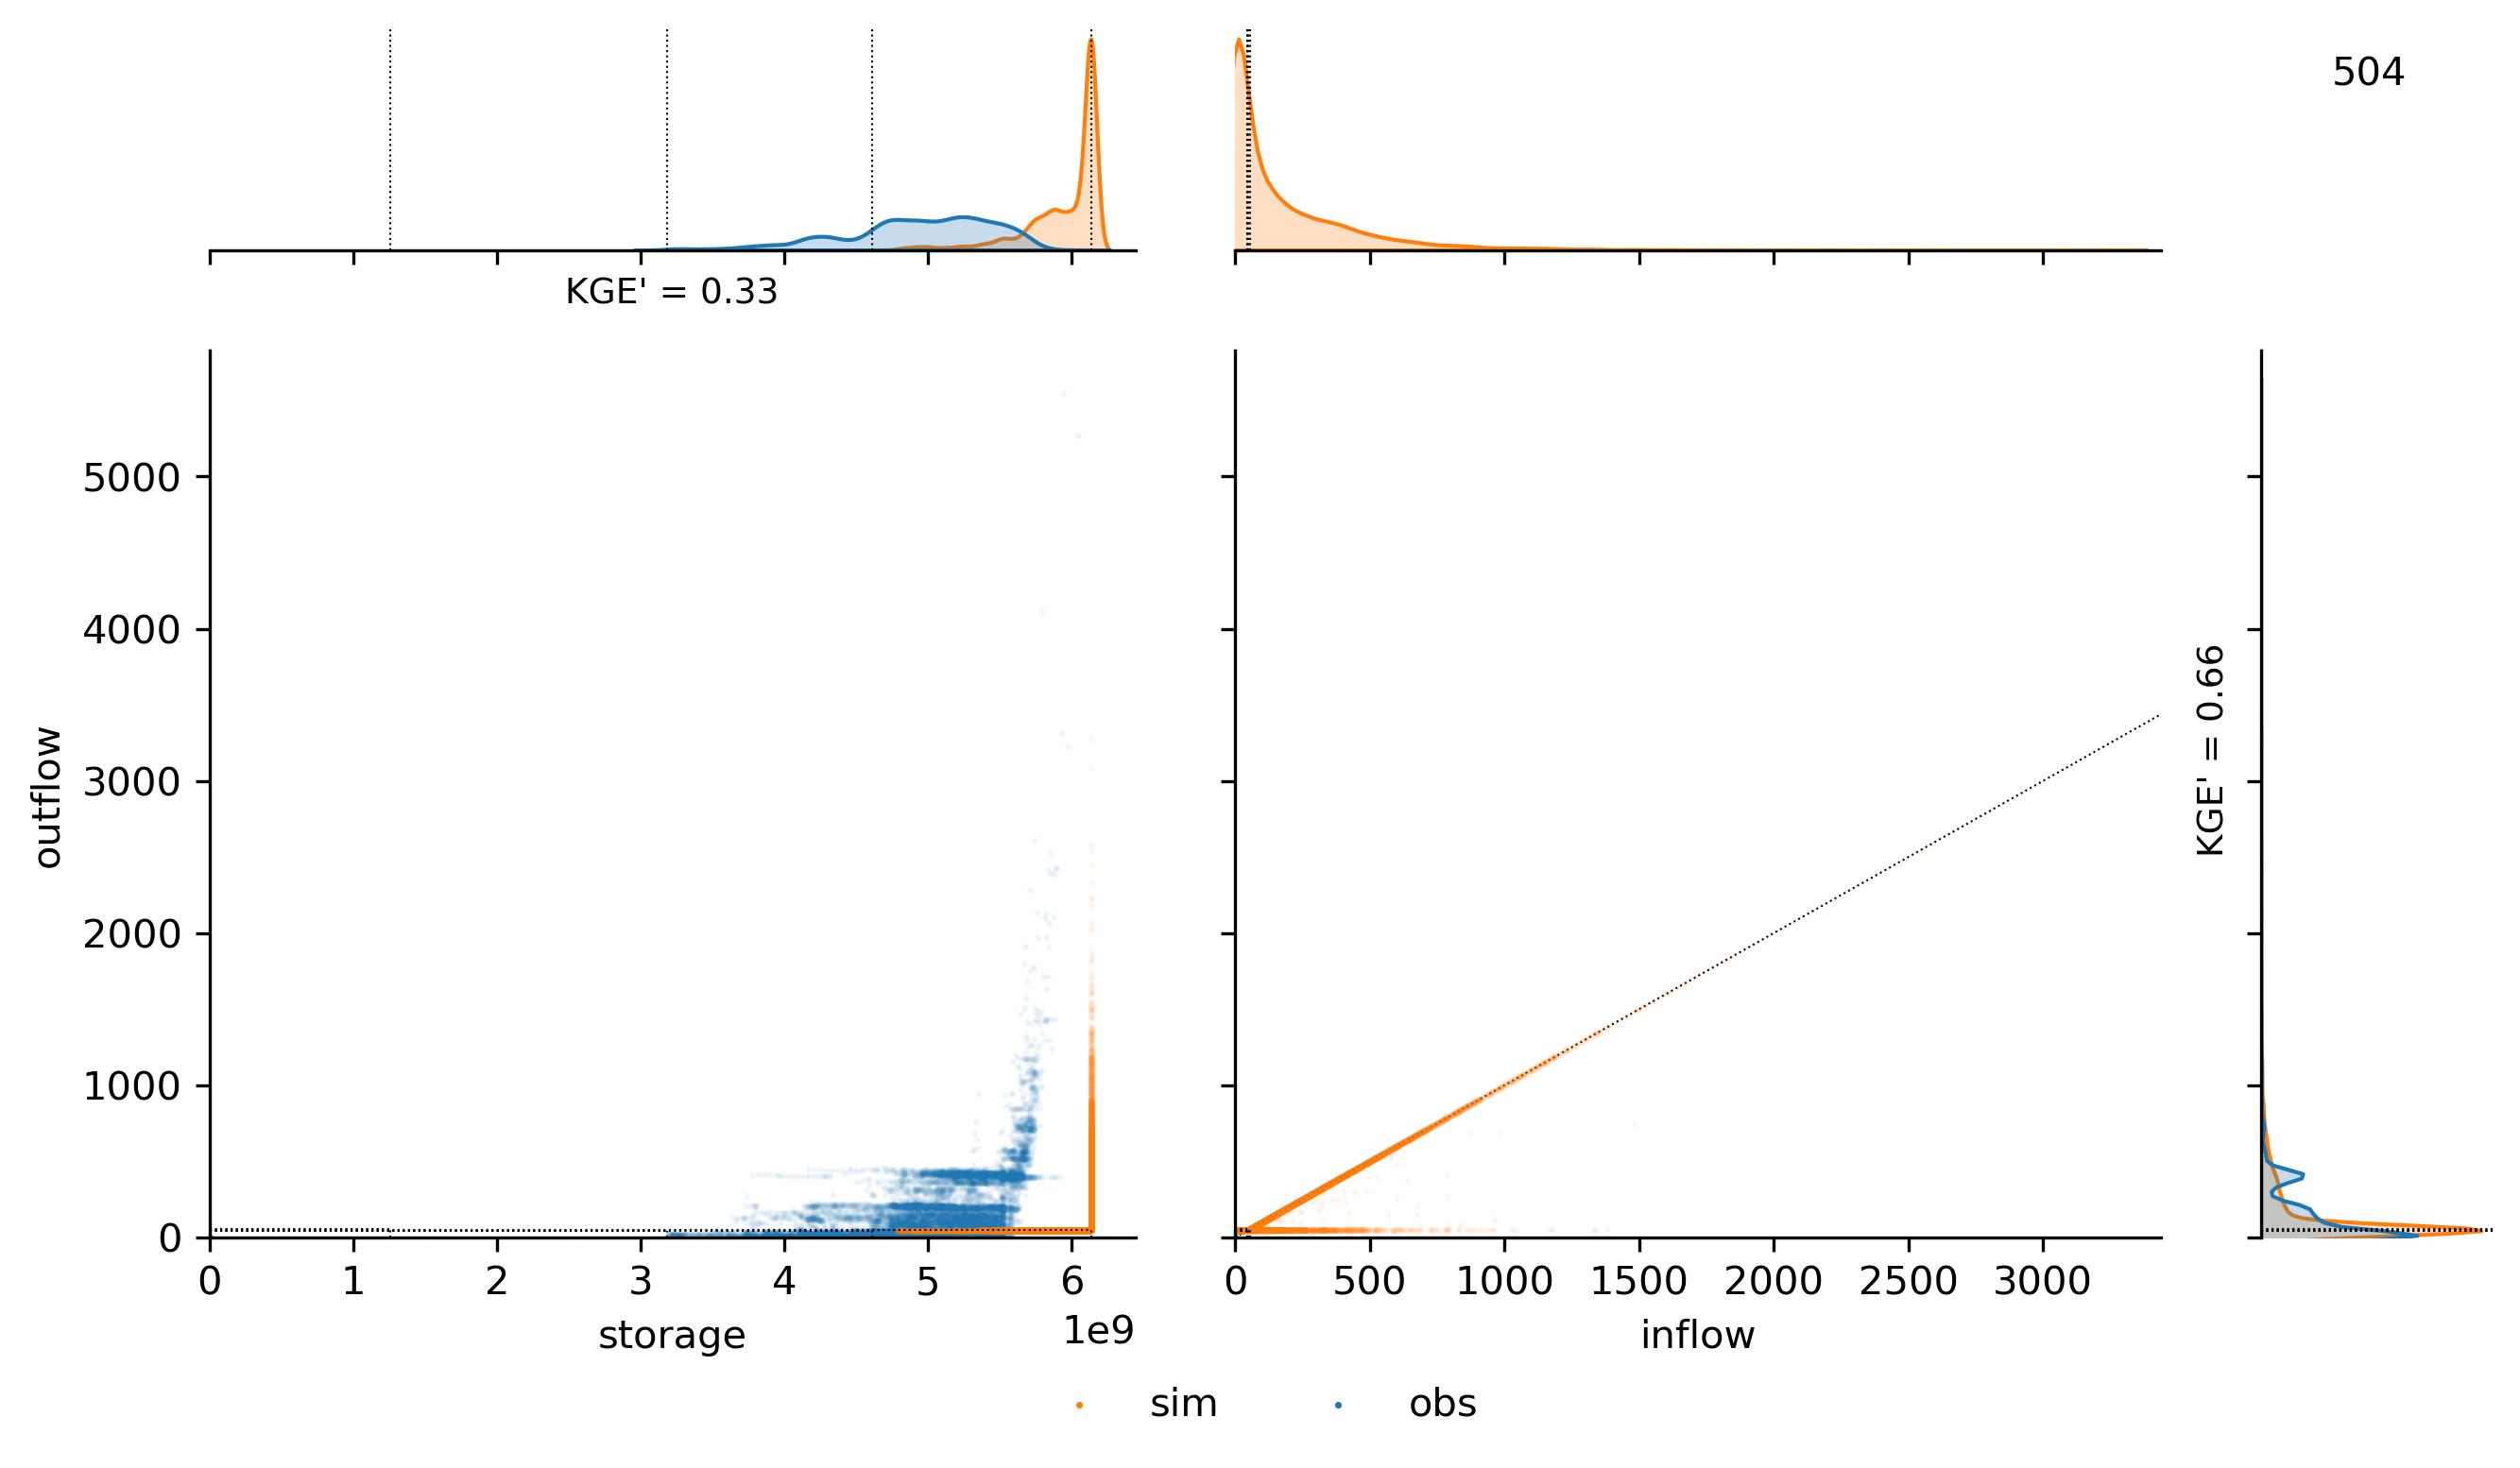 504
KGE' = 0.33
outflow
5000
4000
3000
2000
1000
0
KGE' = 0.66
0 1 2 3 4 5 6
1e9
storage
0 500 1000 1500 2000 2500 3000
inflow
sim obs